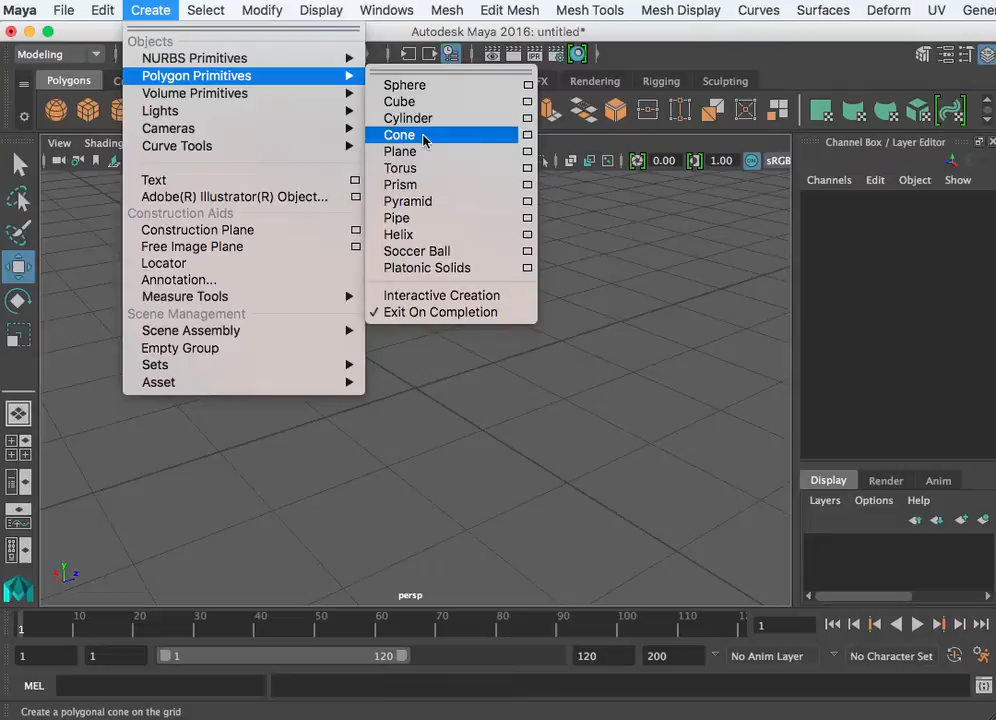 Maya File Edit Create Select Modify Display Windows Mesh Edit Mesh Mesh Tools Mesh Display Curves Surfaces Deform UV Gener
Autodesk Maya 2016: untitled*
Modeling
Polygons
FX Rendering Rigging Sculpting
Objects
NURBS Primitives
Polygon Primitives
Volume Primitives
Lights
Cameras
Curve Tools
Text
Adobe(R) Illustrator(R) Object...
Construction Aids
Construction Plane
Free Image Plane
Locator
Annotation...
Measure Tools
Scene Management
Scene Assembly
Empty Group
Sets
Asset
Sphere
Cube
Cylinder
Cone
Plane
Torus
Prism
Pyramid
Pipe
Helix
Soccer Ball
Platonic Solids
Interactive Creation
✓ Exit On Completion
View Shading
0.00 1.00 sRGB
Channel Box / Layer Editor
Channels Edit Object Show
Display Render Anim
Layers Options Help
y
x z
persp
1 10 20 30 40 50 60 70 80 90 100 110
1
1 1 1 120 120 200 No Anim Layer No Character Set
MEL
Create a polygonal cone on the grid